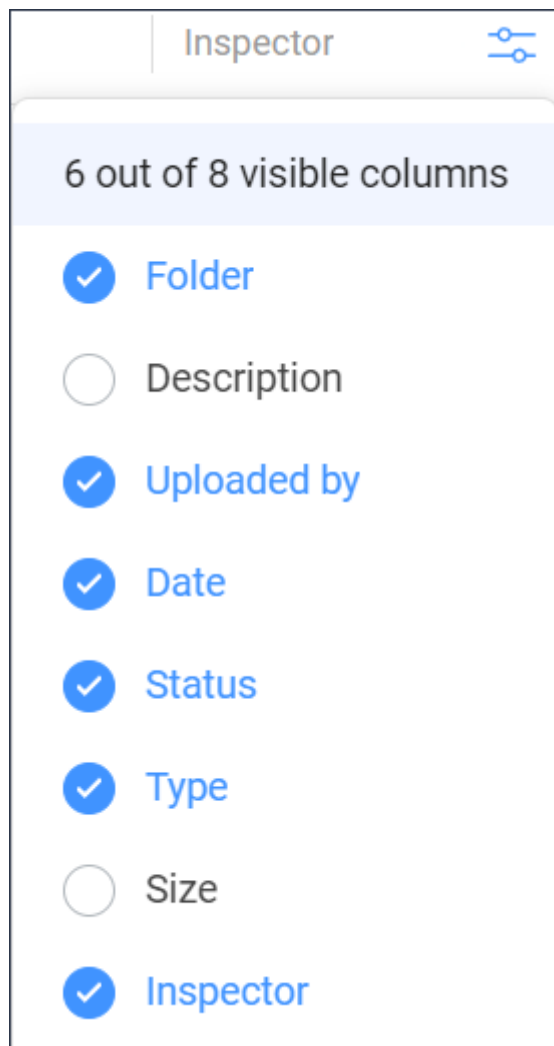 Inspector
6 out of 8 visible columns
Folder
Description
Uploaded by
Date
Status
Type
Size
Inspector